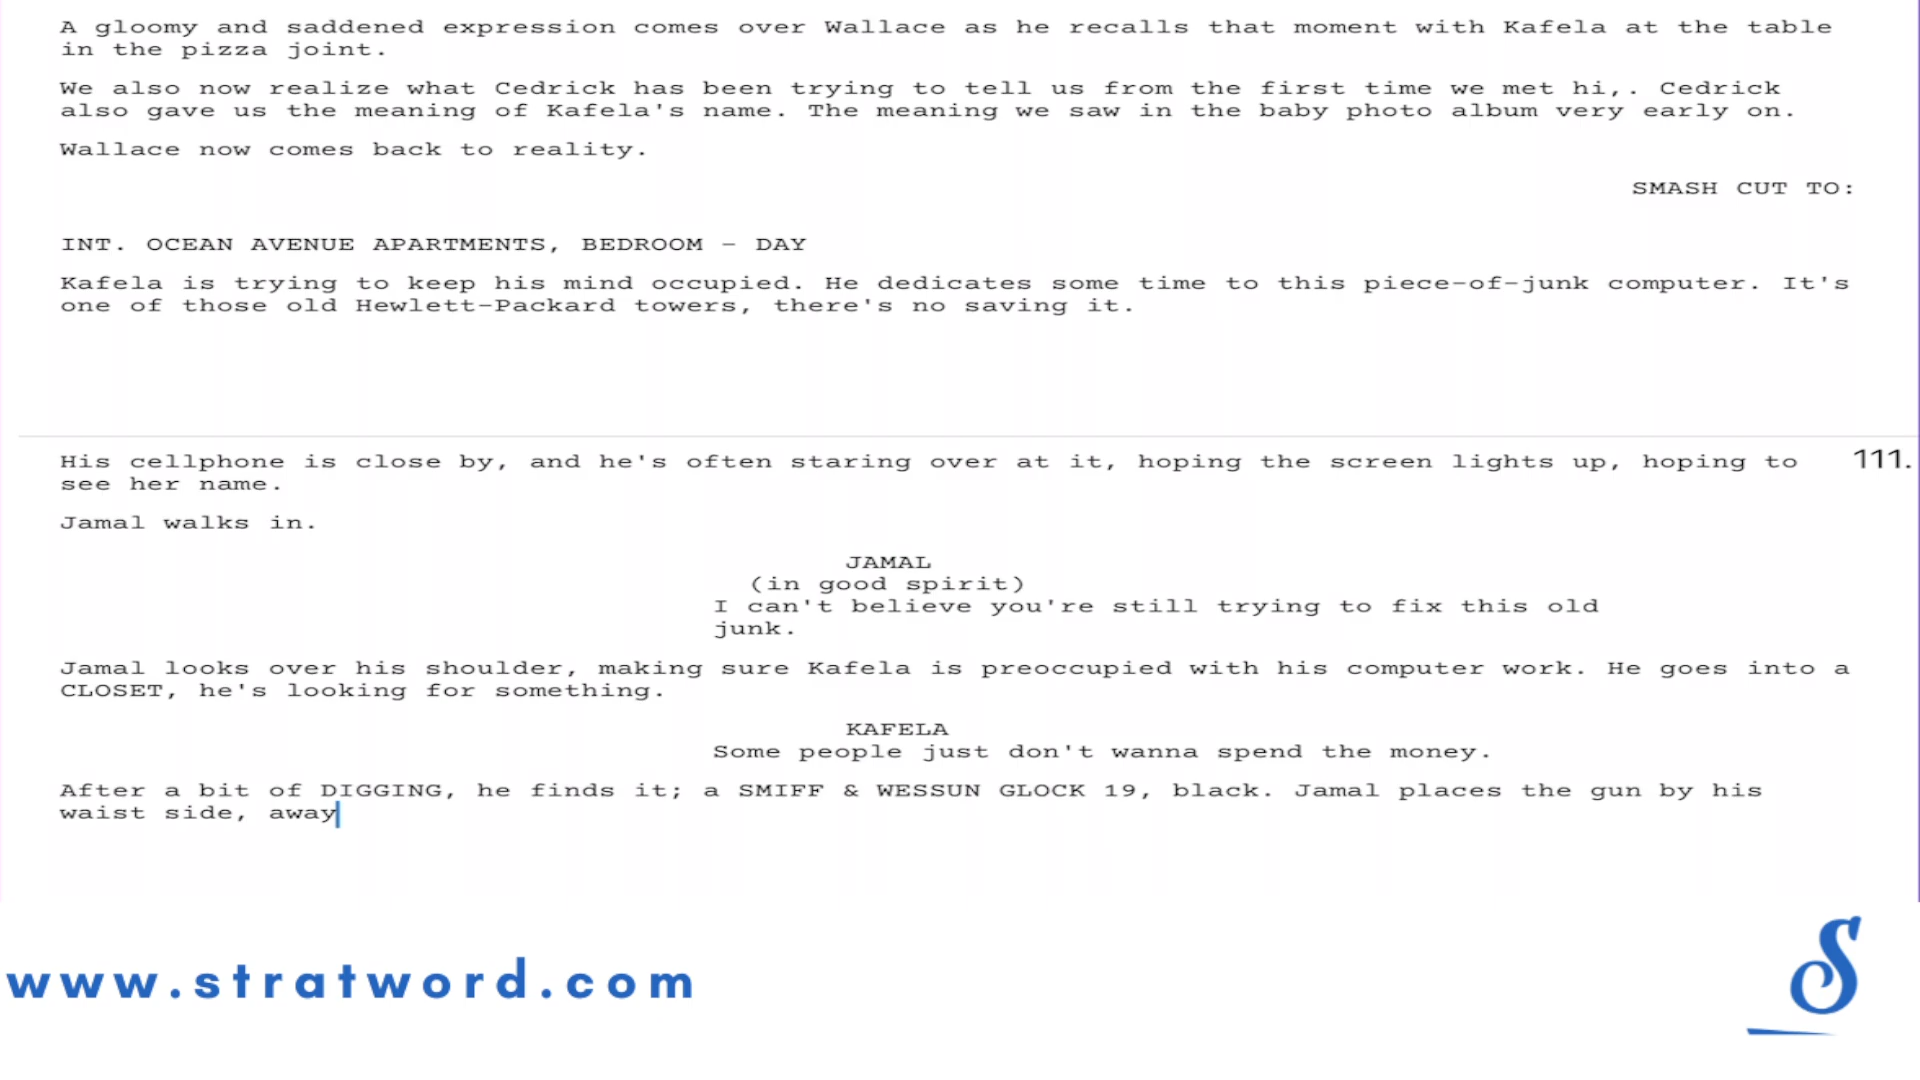 A gloomy and saddened expression comes over Wallace as he recalls that moment with Kafela at the table
in the pizza joint.
We also now realize what Cedrick has been trying to tell us from the first time we met hi,. Cedrick
also gave us the meaning of Kafela's name. The meaning we saw in the baby photo album very early on.
Wallace now comes back to reality.
SMASH CUT TO:
INT. OCEAN AVENUE APARTMENTS, BEDROOM - DAY
Kafela is trying to keep his mind occupied. He dedicates some time to this piece-of-junk computer. It's
one of those old Hewlett-Packard towers, there's no saving it.
111.
His cellphone is close by, and he's often staring over at it, hoping the screen lights up, hoping to
see her name.
Jamal walks in.
JAMAL
(in good spirit)
I can't believe you're still trying to fix this old
junk.
Jamal looks over his shoulder, making sure Kafela is preoccupied with his computer work. He goes into a
CLOSET, he's looking for something.
KAFELA
Some people just don't wanna spend the money.
After a bit of DIGGING, he finds it; a SMIFF & WESSUN GLOCK 19, black. Jamal places the gun by his
waist side, away
www.stratword.com
S